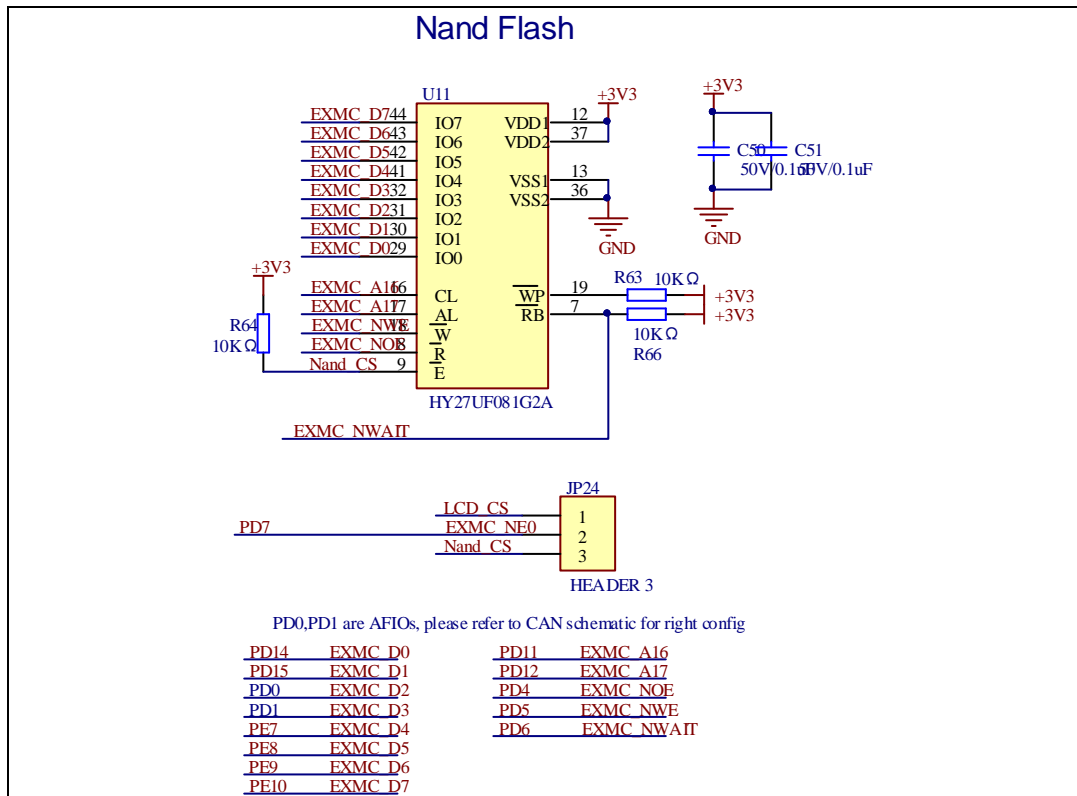 Nand Flash
U11
EXMC_D7 44 IO7
EXMC_D6 43 IO6
EXMC_D5 42 IO5
EXMC_D4 41 IO4
EXMC_D3 32 IO3
EXMC_D2 31 IO2
EXMC_D1 30 IO1
EXMC_D0 29 IO0
EXMC_A16 16 CL
EXMC_A17 17 AL
EXMC_NWE 18 W
EXMC_NOE 8 R
Nand_CS 9 E
+3V3
R64
10KΩ
VDD1 12
VDD2 37
+3V3
VSS1 13
VSS2 36
GND
WP 19
RB 7
R63 10KΩ
+3V3
+3V3
10KΩ
R66
HY27UF081G2A
EXMC_NWAIT
+3V3
C50
50V/0.1uF
C51
50V/0.1uF
GND
JP24
LCD_CS 1
PD7 EXMC_NE0 2
Nand_CS 3
HEADER 3
PD0,PD1 are AFIOs, please refer to CAN schematic for right config
PD14 EXMC_D0
PD15 EXMC_D1
PD0 EXMC_D2
PD1 EXMC_D3
PE7 EXMC_D4
PE8 EXMC_D5
PE9 EXMC_D6
PE10 EXMC_D7
PD11 EXMC_A16
PD12 EXMC_A17
PD4 EXMC_NOE
PD5 EXMC_NWE
PD6 EXMC_NWAIT